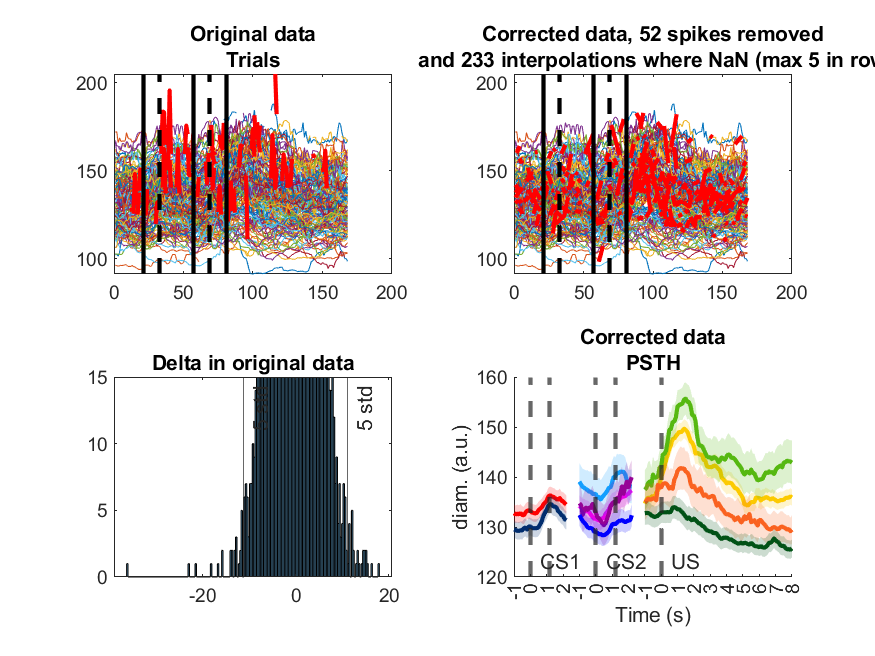 Original data
Trials
200
150
100
0
50
100
150
200
Corrected data, 52 spikes removed
and 233 interpolations where NaN (max 5 in row
200
150
100
0
50
100
150
200
Delta in original data
15
10
5
0
-20
0
20
5 std
Corrected data
PSTH
160
150
140
130
120
diam. (a.u.)
CS1
CS2
US
-1 0 1 2 -1 0 1 2 -1 0 1 2 3 4 5 6 7 8
Time (s)